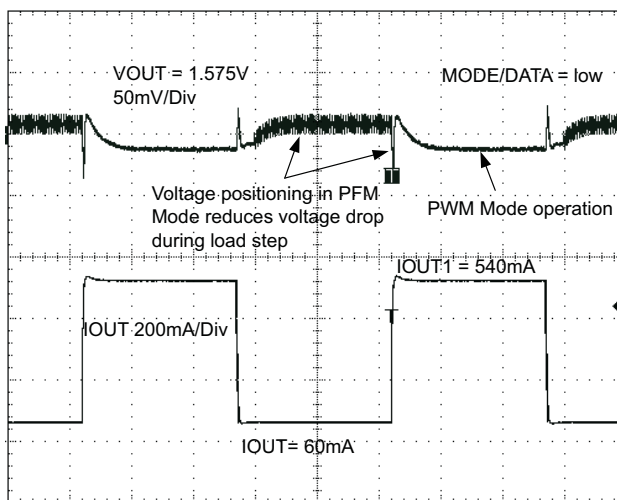 VOUT = 1.575V
50mV/Div
MODE/DATA = low
Voltage positioning in PFM
Mode reduces voltage drop
during load step
PWM Mode operation
IOUT1 = 540mA
IOUT 200mA/Div
IOUT= 60mA